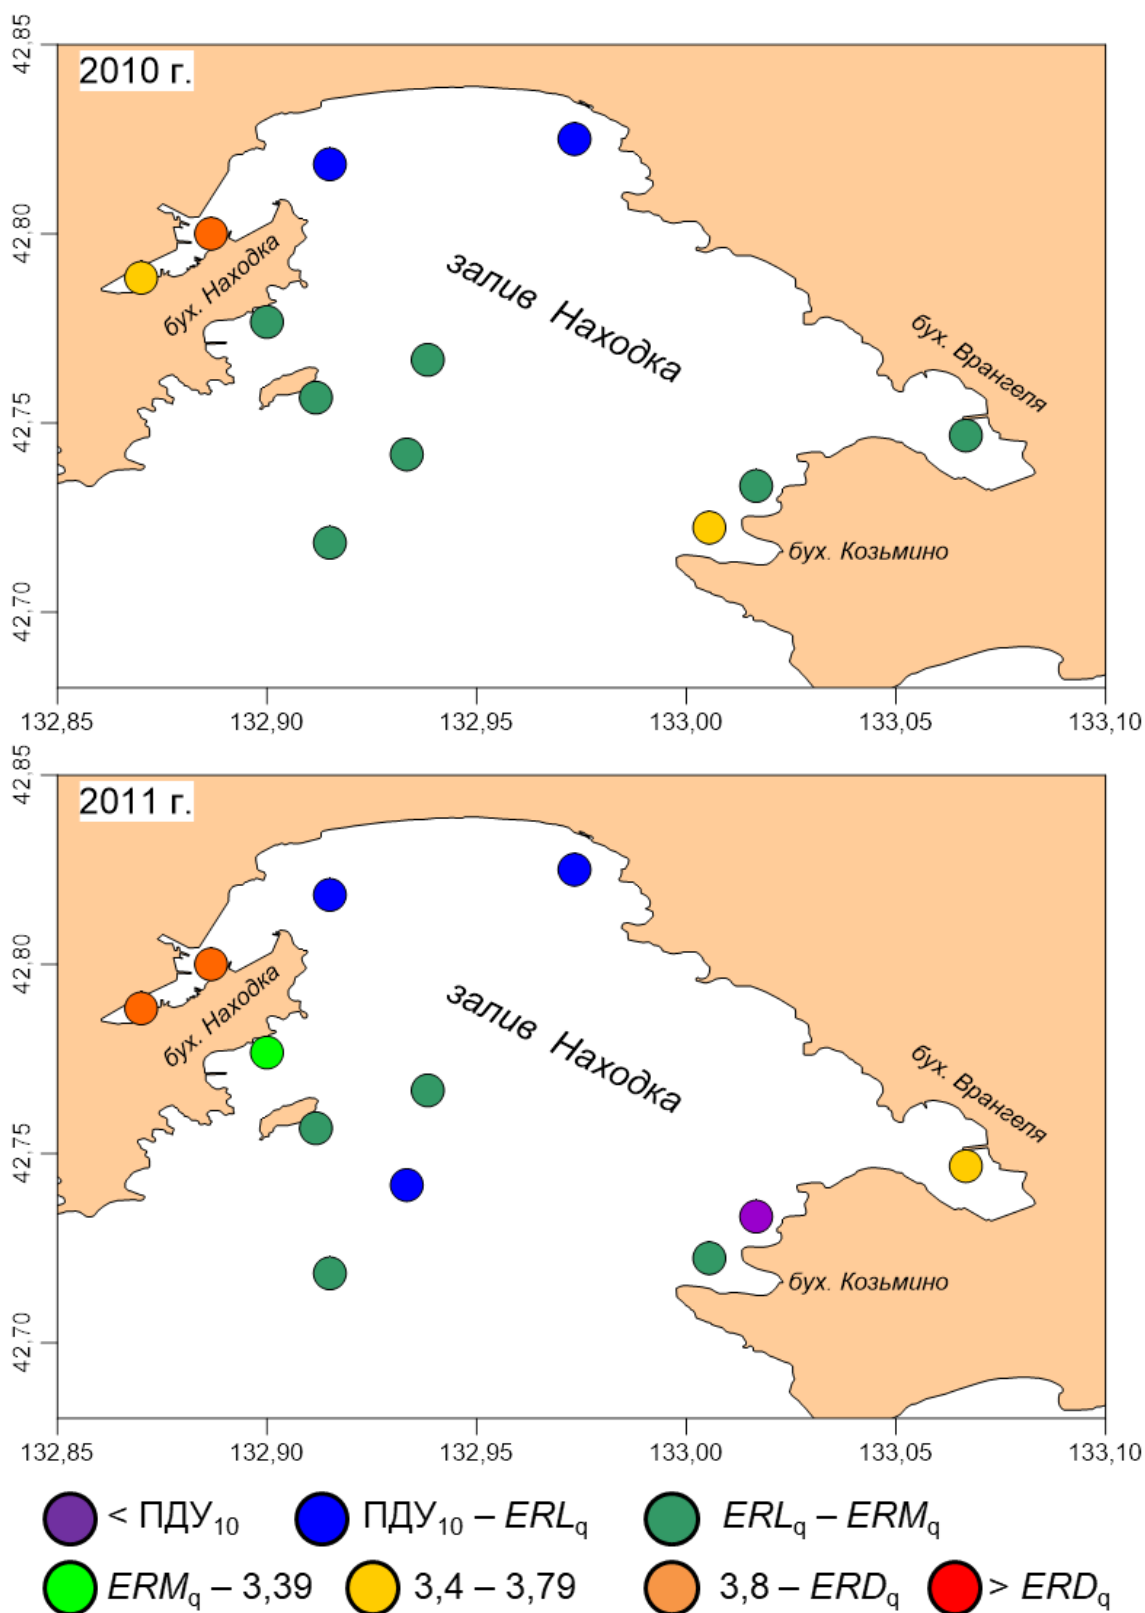 2010 г.
42,85
42,80
42,75
42,70
бух. Находка
залив Находка
бух. Врангеля
бух. Козьмино
132,85 132,90 132,95 133,00 133,05 133,10
2011 г.
42,85
42,80
42,75
42,70
бух. Находка
залив Находка
бух. Врангеля
бух. Козьмино
132,85 132,90 132,95 133,00 133,05 133,10
< ПДУ10 ПДУ10 – ERLq ERLq – ERMq
ERMq – 3,39 3,4 – 3,79 3,8 – ERDq > ERDq